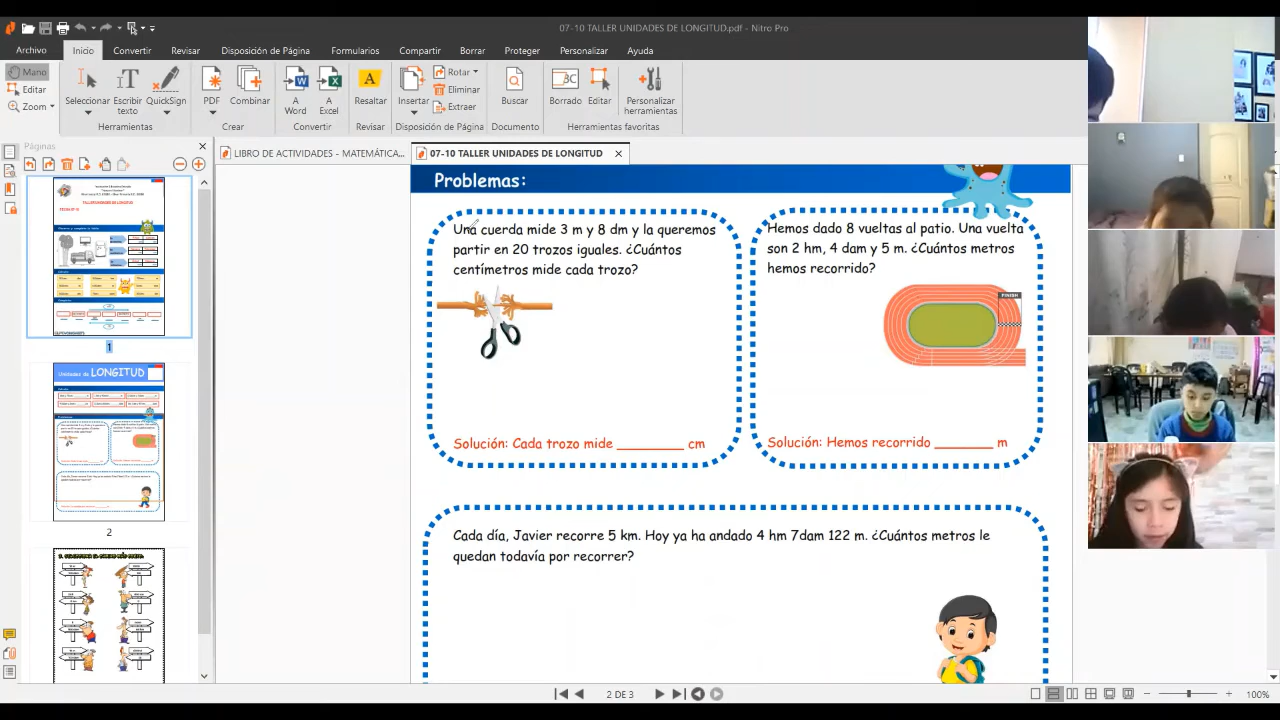 07-10 TALLER UNIDADES DE LONGITUD.pdf - Nitro Pro
Archivo
Inicio
Convertir
Revisar
Disposición de Página
Formularios
Compartir
Borrar
Proteger
Personalizar
Ayuda
Mano
Editar
Zoom
Seleccionar
Escribir texto
QuickSign
Herramientas
PDF
Combinar
Crear
A Word
A Excel
Convertir
Resaltar
Revisar
Insertar
Rotar
Eliminar
Extraer
Disposición de Página
Buscar
Documento
Borrado
Editar
Personalizar herramientas
Herramientas favoritas
Páginas
LIBRO DE ACTIVIDADES - MATEMÁTICA...
07-10 TALLER UNIDADES DE LONGITUD
1
Unidades de LONGITUD
2
Problemas:
Una cuerda mide 3 m y 8 dm y la queremos
partir en 20 trozos iguales. ¿Cuántos
centímetros mide cada trozo?
Solución: Cada trozo mide _________ cm
Hemos dado 8 vueltas al patio. Una vuelta
son 2 hm, 4 dam y 5 m. ¿Cuántos metros
hemos recorrido?
FINISH
Solución: Hemos recorrido ________ m
Cada día, Javier recorre 5 km. Hoy ya ha andado 4 hm 7dam 122 m. ¿Cuántos metros le
quedan todavía por recorrer?
2 DE 3
100%